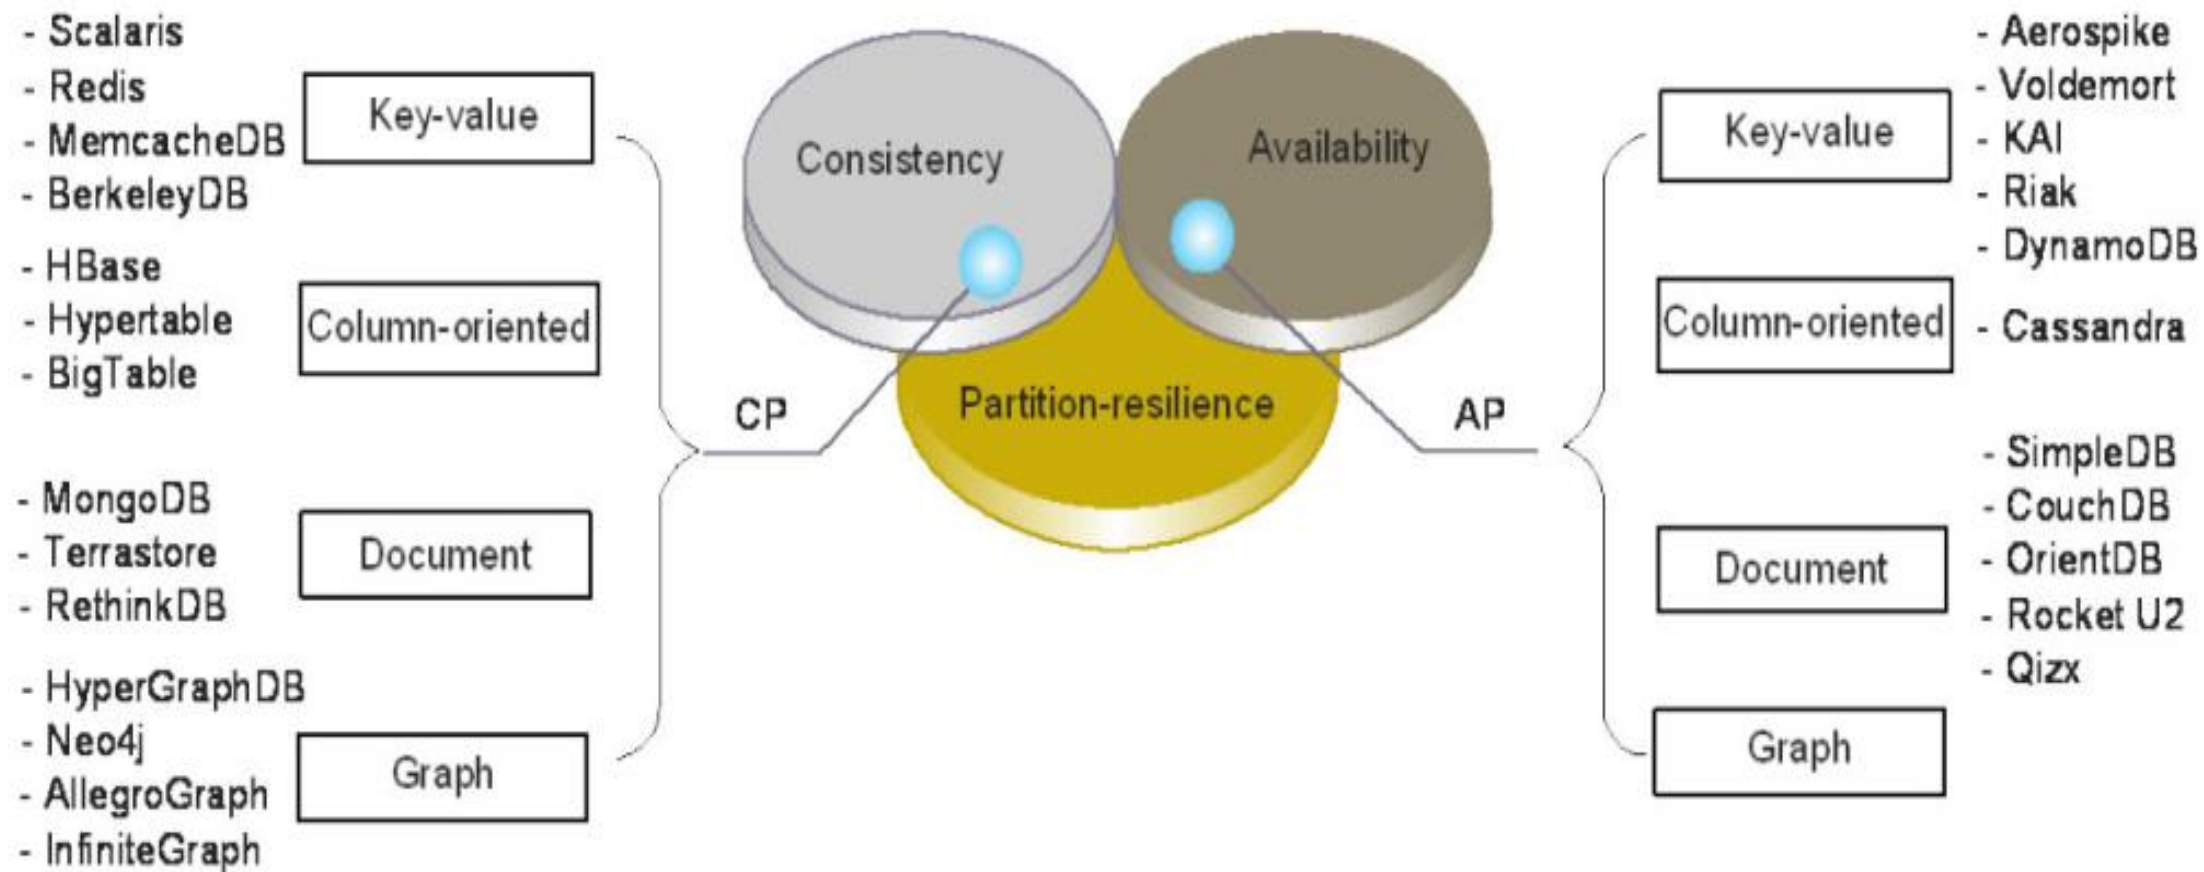 - Scalaris
- Redis
- MemcacheDB
- BerkeleyDB
Key-value
- HBase
- Hypertable
- BigTable
Column-oriented
- MongoDB
- Terrastore
- RethinkDB
Document
- HyperGraphDB
- Neo4j
- AllegroGraph
- InfiniteGraph
Graph
CP
Consistency
Availability
Partition-resilience
AP
Key-value
- Aerospike
- Voldemort
- KAI
- Riak
- DynamoDB
Column-oriented
- Cassandra
Document
- SimpleDB
- CouchDB
- OrientDB
- Rocket U2
- Qizx
Graph